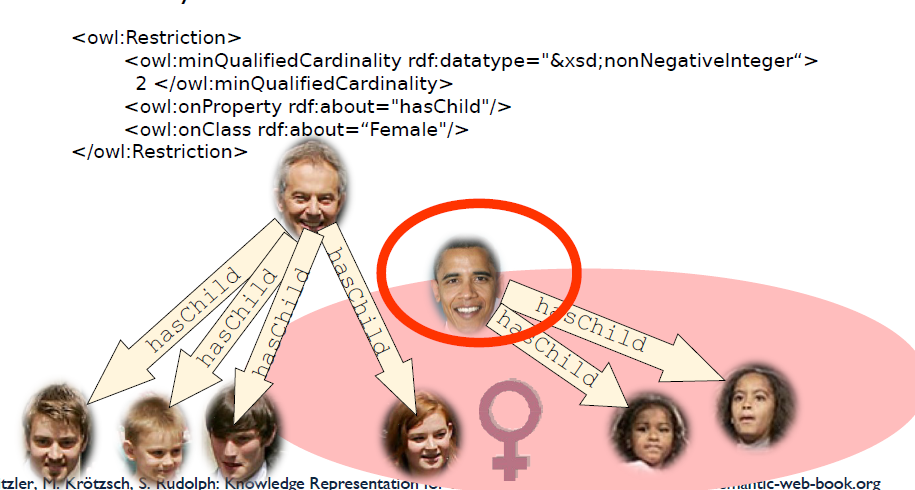 <owl:Restriction>
<owl:minQualifiedCardinality rdf:datatype="&xsd;nonNegativeInteger“>
2 </owl:minQualifiedCardinality>
<owl:onProperty rdf:about="hasChild"/>
<owl:onClass rdf:about=“Female"/>
</owl:Restriction>
hasChild
hasChild
hasChild
hasChild
hasChild
hasChild
tzler, M. Krötzsch, S. Rudolph: Knowledge Representation for
mantic-web-book.org